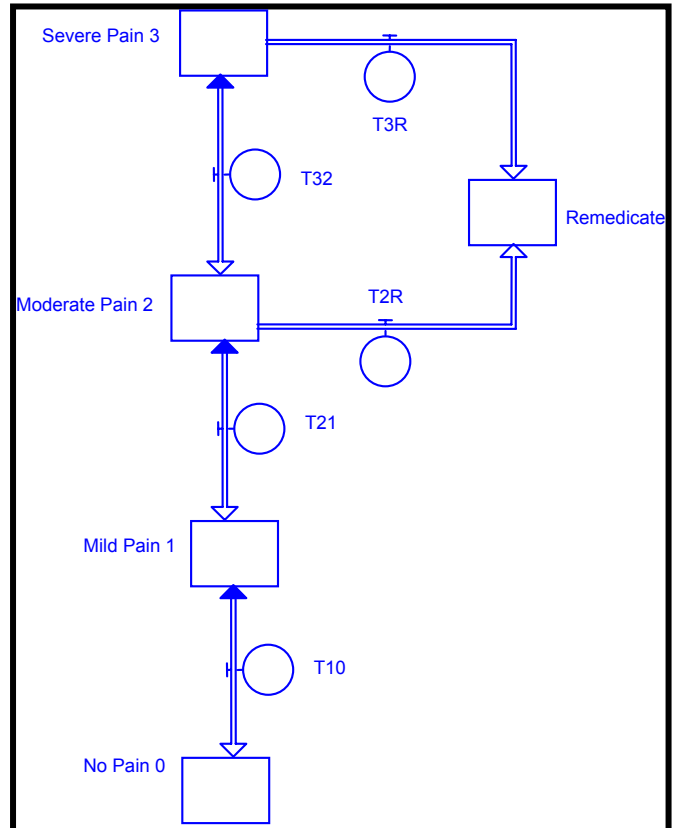 Severe Pain 3
T3R
T32
Remedicate
Moderate Pain 2
T2R
T21
Mild Pain 1
T10
No Pain 0